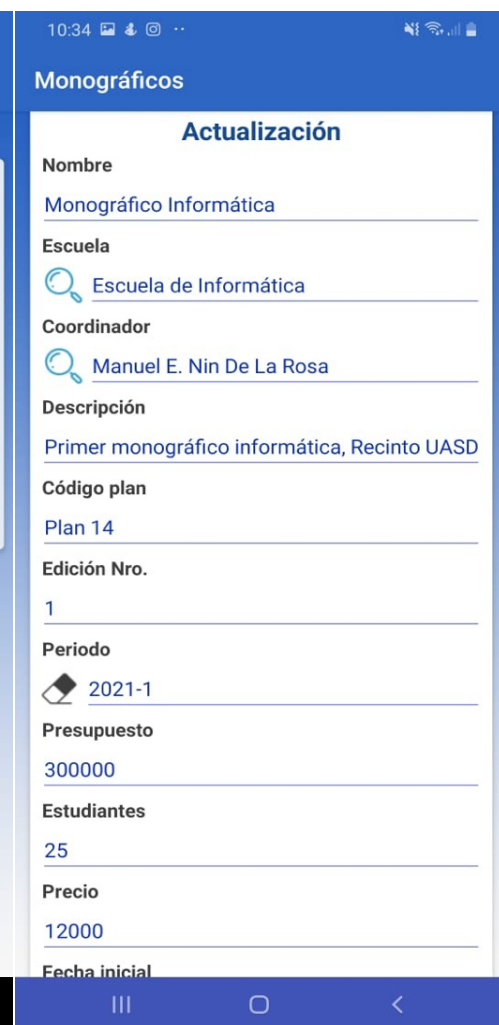 10:34
Monográficos
Actualización
Nombre
Monográfico Informática
Escuela
Escuela de Informática
Coordinador
Manuel E. Nin De La Rosa
Descripción
Primer monográfico informática, Recinto UASD
Código plan
Plan 14
Edición Nro.
1
Periodo
2021-1
Presupuesto
300000
Estudiantes
25
Precio
12000
Fecha inicial